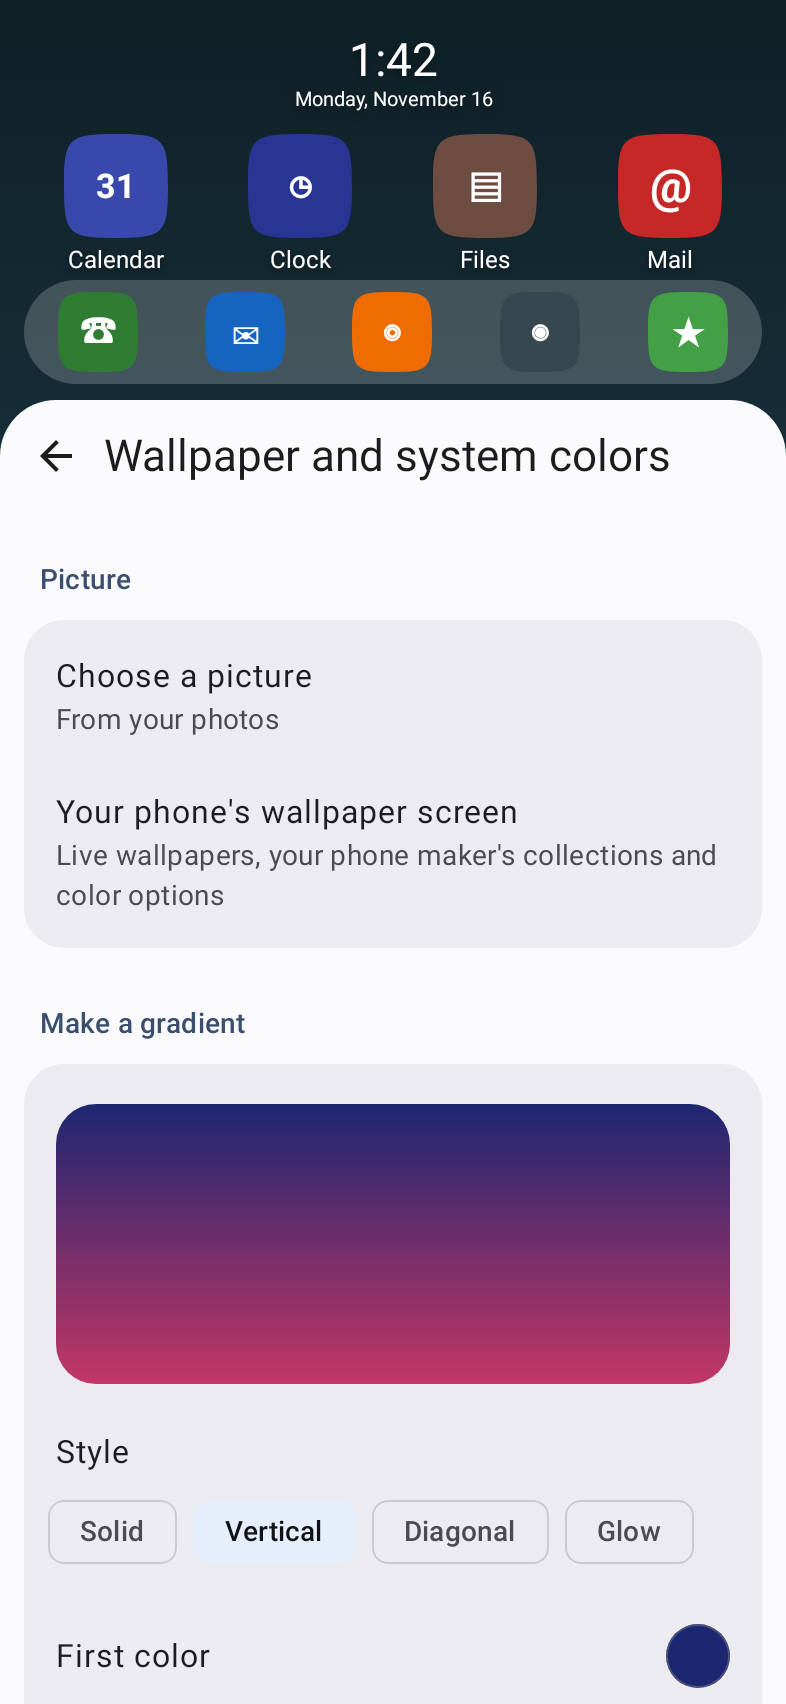 1:42
Monday, November 16
31
@
Calendar
Clock
Files
Mail
Wallpaper and system colors
Picture
Choose a picture
From your photos
Your phone's wallpaper screen
Live wallpapers, your phone maker's collections and
color options
Make a gradient
Style
Solid
Vertical
Diagonal
Glow
First color